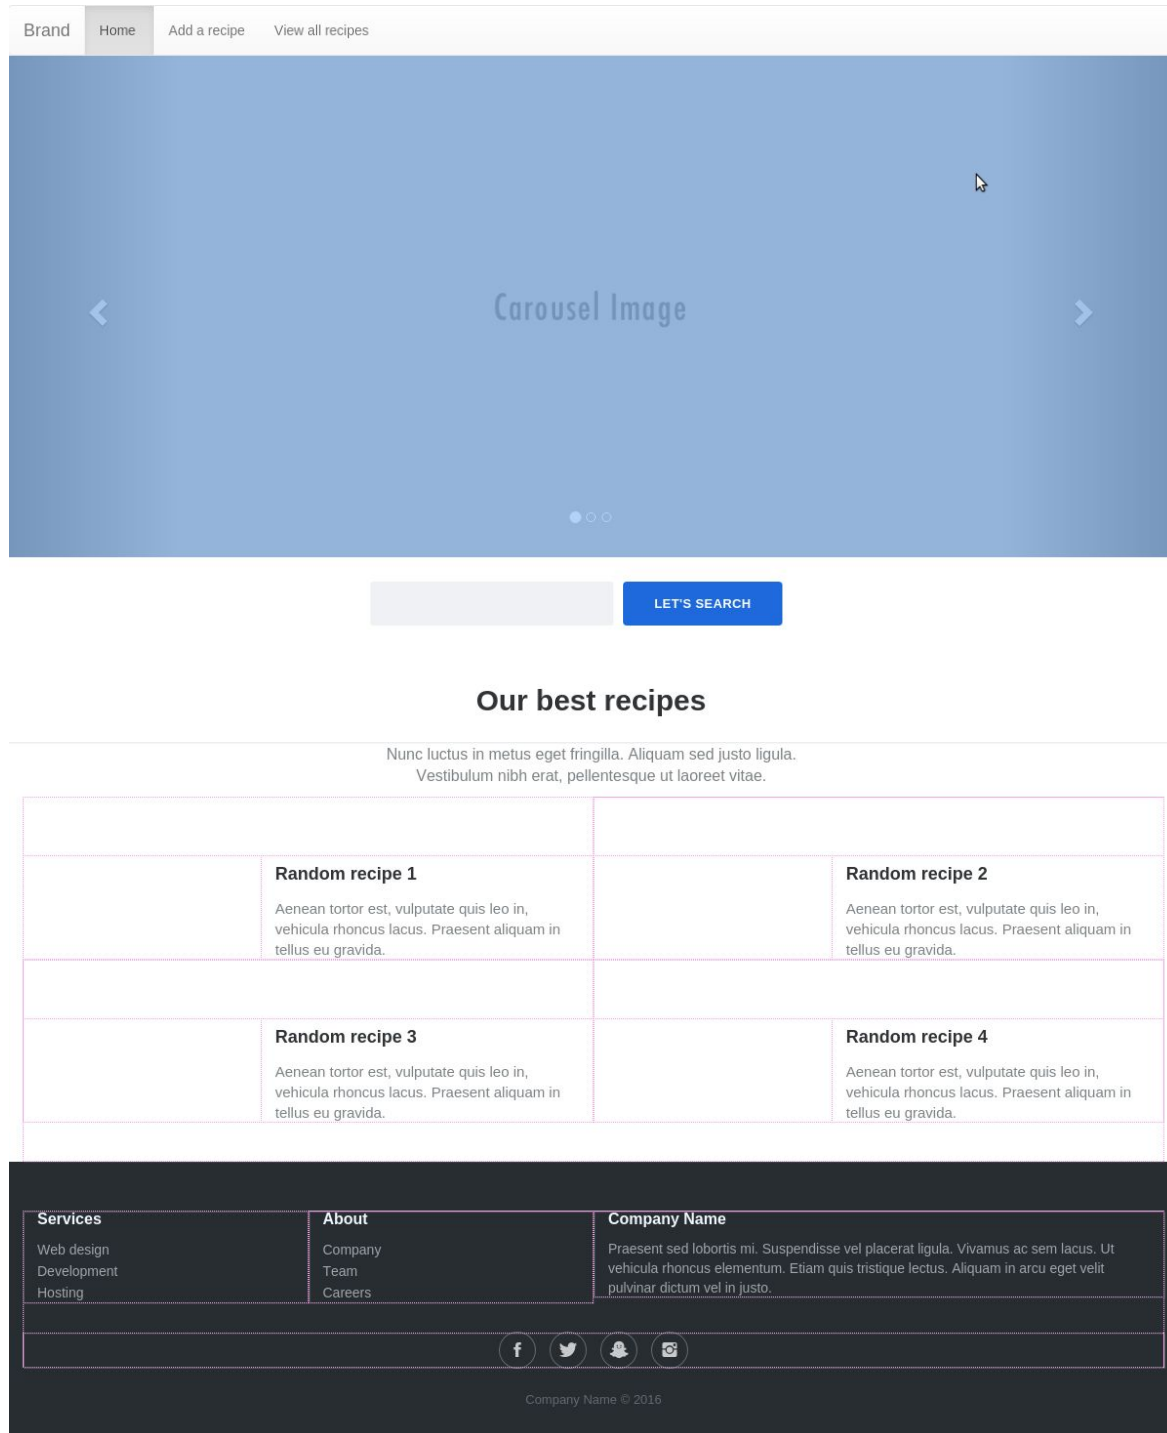 Brand Home Add a recipe View all recipes
Carousel Image
LET'S SEARCH
Our best recipes
Nunc luctus in metus eget fringilla. Aliquam sed justo ligula.
Vestibulum nibh erat, pellentesque ut laoreet vitae.
Random recipe 1
Aenean tortor est, vulputate quis leo in,
vehicula rhoncus lacus. Praesent aliquam in
tellus eu gravida.
Random recipe 2
Aenean tortor est, vulputate quis leo in,
vehicula rhoncus lacus. Praesent aliquam in
tellus eu gravida.
Random recipe 3
Aenean tortor est, vulputate quis leo in,
vehicula rhoncus lacus. Praesent aliquam in
tellus eu gravida.
Random recipe 4
Aenean tortor est, vulputate quis leo in,
vehicula rhoncus lacus. Praesent aliquam in
tellus eu gravida.
Services
Web design
Development
Hosting
About
Company
Team
Careers
Company Name
Praesent sed lobortis mi. Suspendisse vel placerat ligula. Vivamus ac sem lacus. Ut
vehicula rhoncus elementum. Etiam quis tristique lectus. Aliquam in arcu eget velit
pulvinar dictum vel in justo.
Company Name © 2016